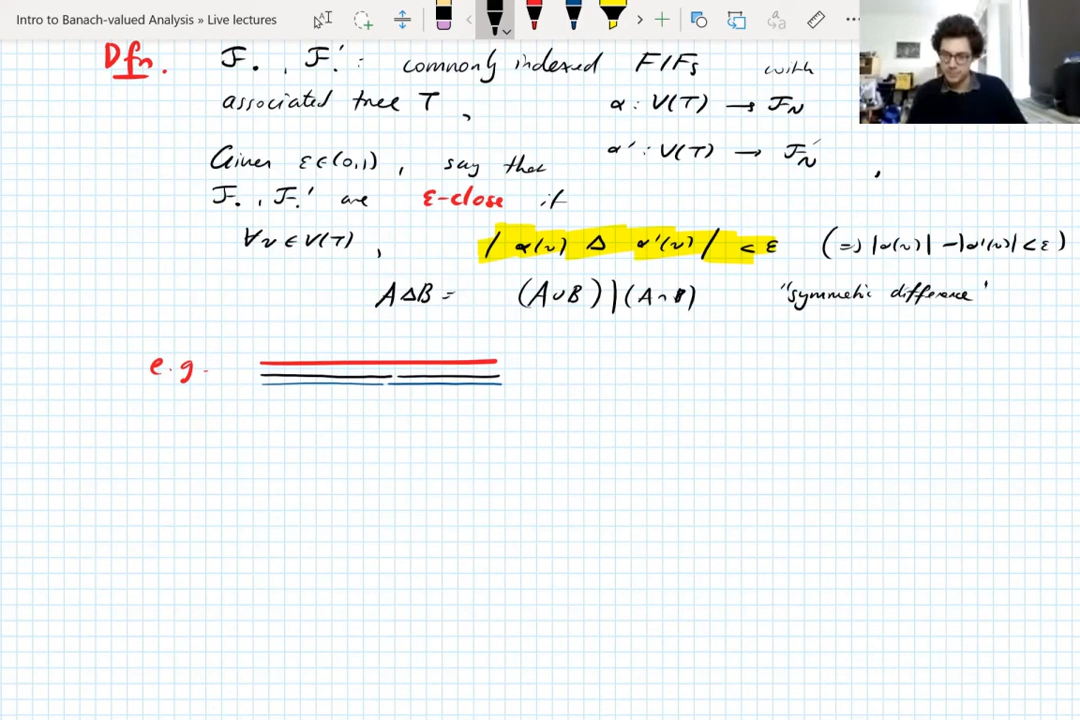 Intro to Banach-valued Analysis » Live lectures
Dfn. F., F.': commonly indexed FIFs with
associated tree T, α: V(T) → F_N
α': V(T) → F_N',
Given ε∈(0,1), say that
F., F.' are ε-close if
∀v∈V(T), |α(v) Δ α'(v)| < ε (=> |α(v)| - |α'(v)| < ε)
AΔB = (A∪B) \ (A∩B) "symmetric difference"
e.g.